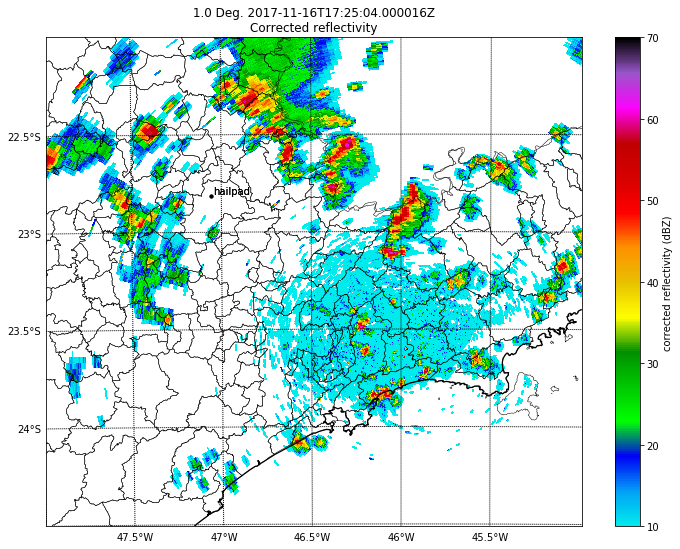 1.0 Deg. 2017-11-16T17:25:04.000016Z
Corrected reflectivity
70
60
50
40
30
20
10
corrected reflectivity (dBZ)
22.5°S
23°S
23.5°S
24°S
hailpad
47.5°W
47°W
46.5°W
46°W
45.5°W